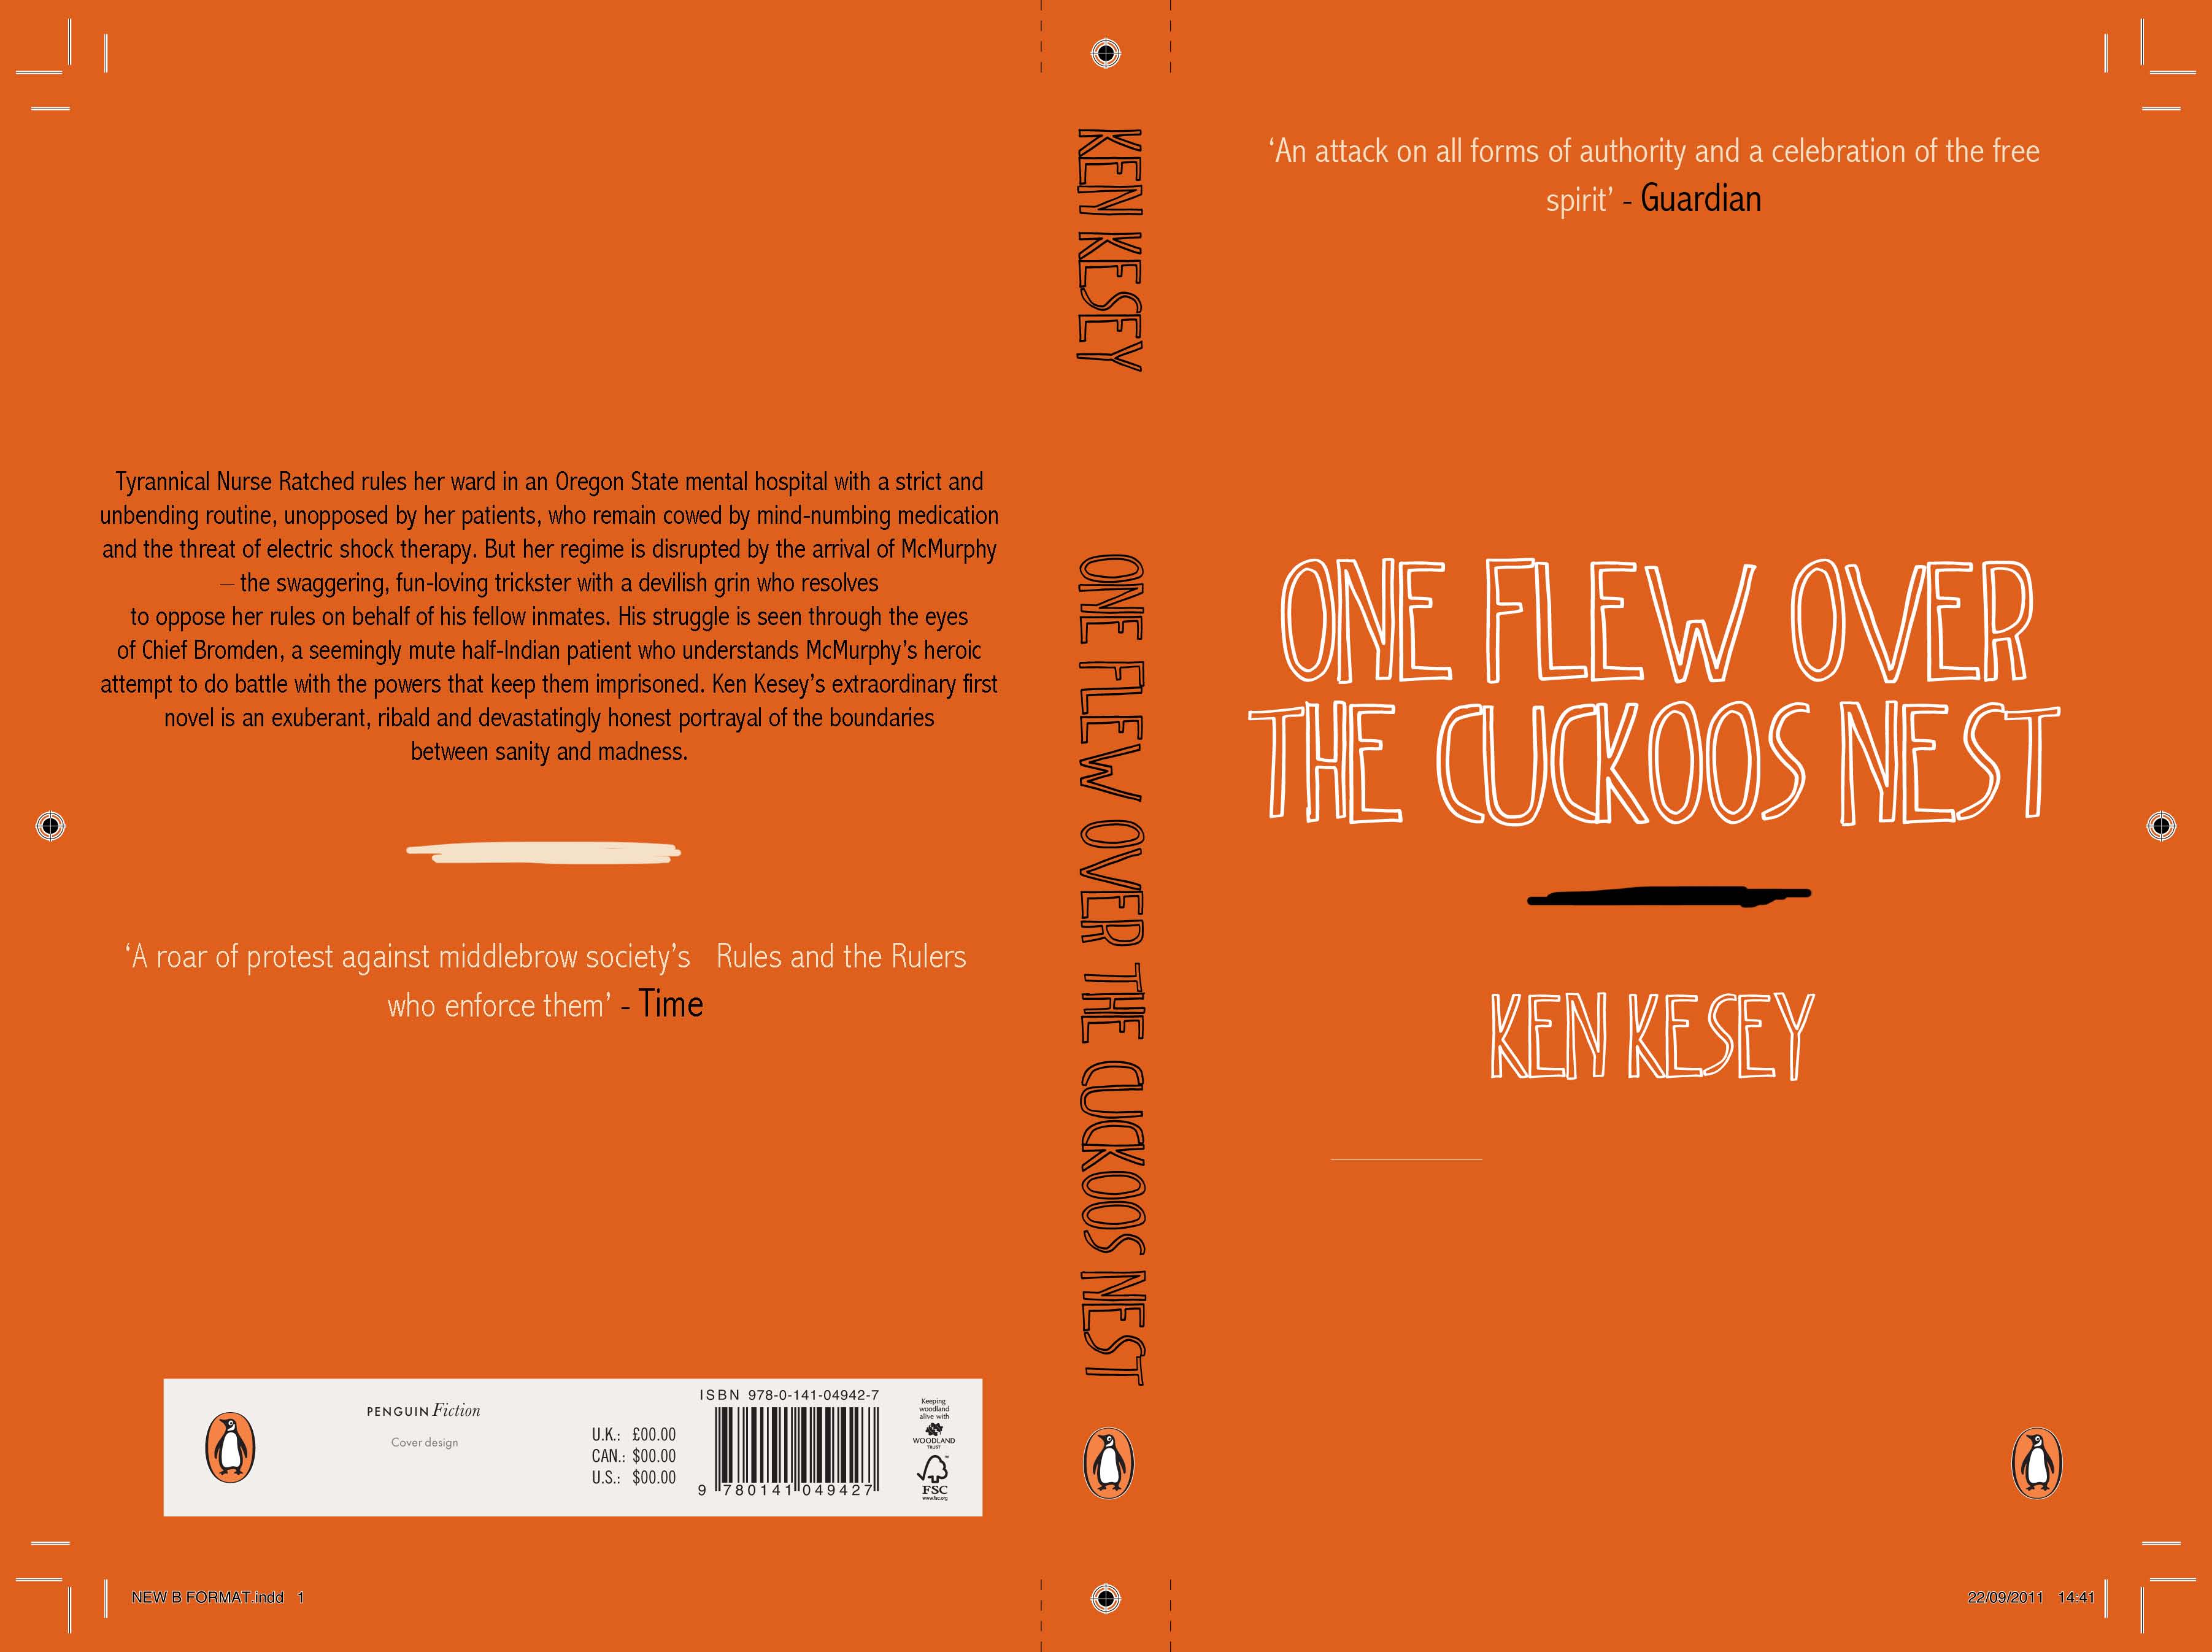 Tyrannical Nurse Ratched rules her ward in an Oregon State mental hospital with a strict and
unbending routine, unopposed by her patients, who remain cowed by mind-numbing medication
and the threat of electric shock therapy. But her regime is disrupted by the arrival of McMurphy
– the swaggering, fun-loving trickster with a devilish grin who resolves
to oppose her rules on behalf of his fellow inmates. His struggle is seen through the eyes
of Chief Bromden, a seemingly mute half-Indian patient who understands McMurphy’s heroic
attempt to do battle with the powers that keep them imprisoned. Ken Kesey’s extraordinary first
novel is an exuberant, ribald and devastatingly honest portrayal of the boundaries
between sanity and madness.
‘A roar of protest against middlebrow society’s Rules and the Rulers
who enforce them’ - Time
PENGUIN Fiction
Cover design
U.K.: £00.00
CAN.: $00.00
U.S.: $00.00
ISBN 978-0-141-04942-7
9 780141 049427
Keeping
woodland
alive with
WOODLAND
TRUST
™
FSC
www.fsc.org
KEN KESEY
ONE FLEW OVER THE CUCKOOS NEST
‘An attack on all forms of authority and a celebration of the free
spirit’ - Guardian
ONE FLEW OVER
THE CUCKOOS NEST
KEN KESEY
NEW B FORMAT.indd 1
22/09/2011 14:41